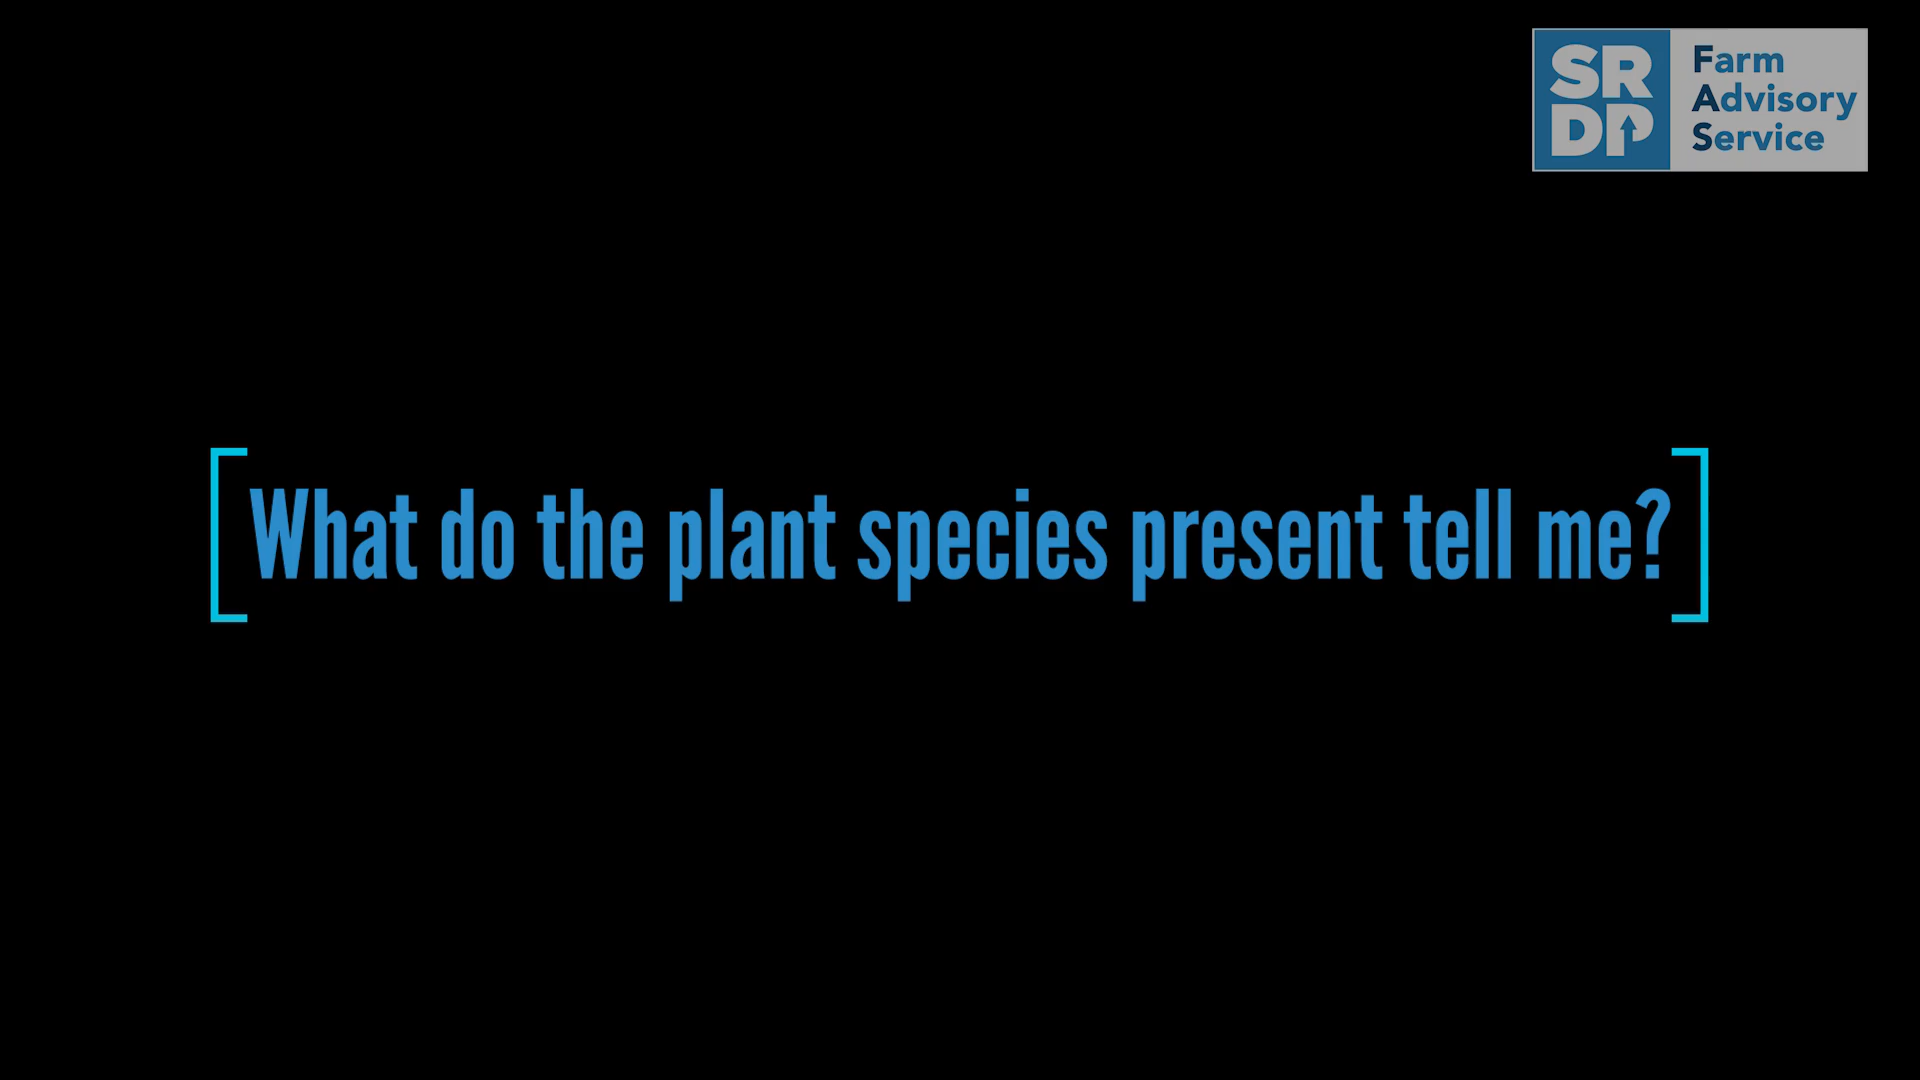 SR
DP
Farm
Advisory
Service
What do the plant species present tell me?